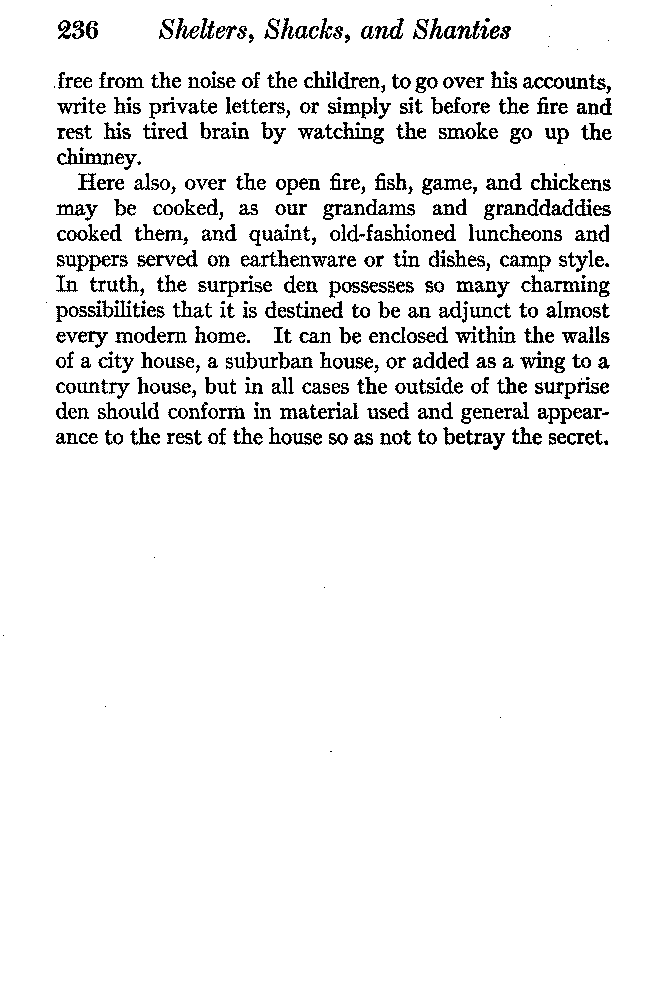 236 Shelters, Shacks, and Shanties
free from the noise of the children, to go over his accounts,
write his private letters, or simply sit before the fire and
rest his tired brain by watching the smoke go up the
chimney.
Here also, over the open fire, fish, game, and chickens
may be cooked, as our grandams and granddaddies
cooked them, and quaint, old-fashioned luncheons and
suppers served on earthenware or tin dishes, camp style.
In truth, the surprise den possesses so many charming
possibilities that it is destined to be an adjunct to almost
every modern home. It can be enclosed within the walls
of a city house, a suburban house, or added as a wing to a
country house, but in all cases the outside of the surprise
den should conform in material used and general appear-
ance to the rest of the house so as not to betray the secret.